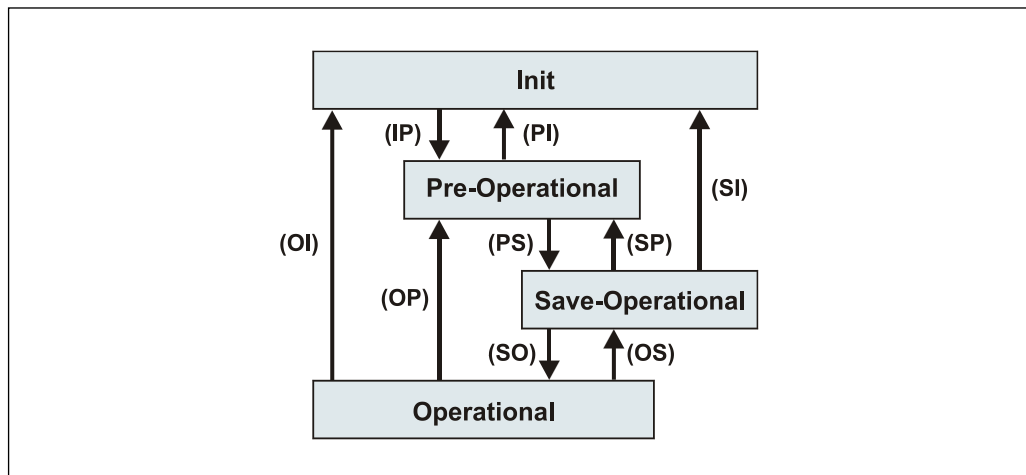 Init
(IP)
(PI)
Pre-Operational
(SI)
(OI)
(PS)
(SP)
(OP)
Save-Operational
(SO)
(OS)
Operational